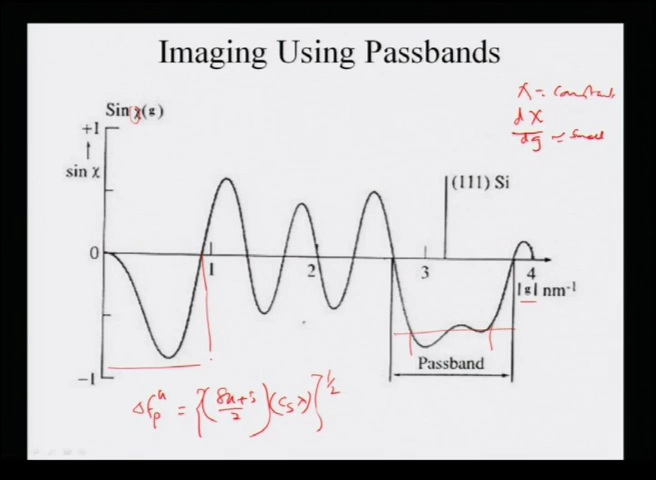 Imaging Using Passbands
χ = constant
dχ
dg = small
Sin χ(g)
+1
sin χ
(111) Si
0
1
2
3
4
|g| nm⁻¹
Passband
−1
Δf_p^n = {(8n+3/2)(C_s λ)}^1/2